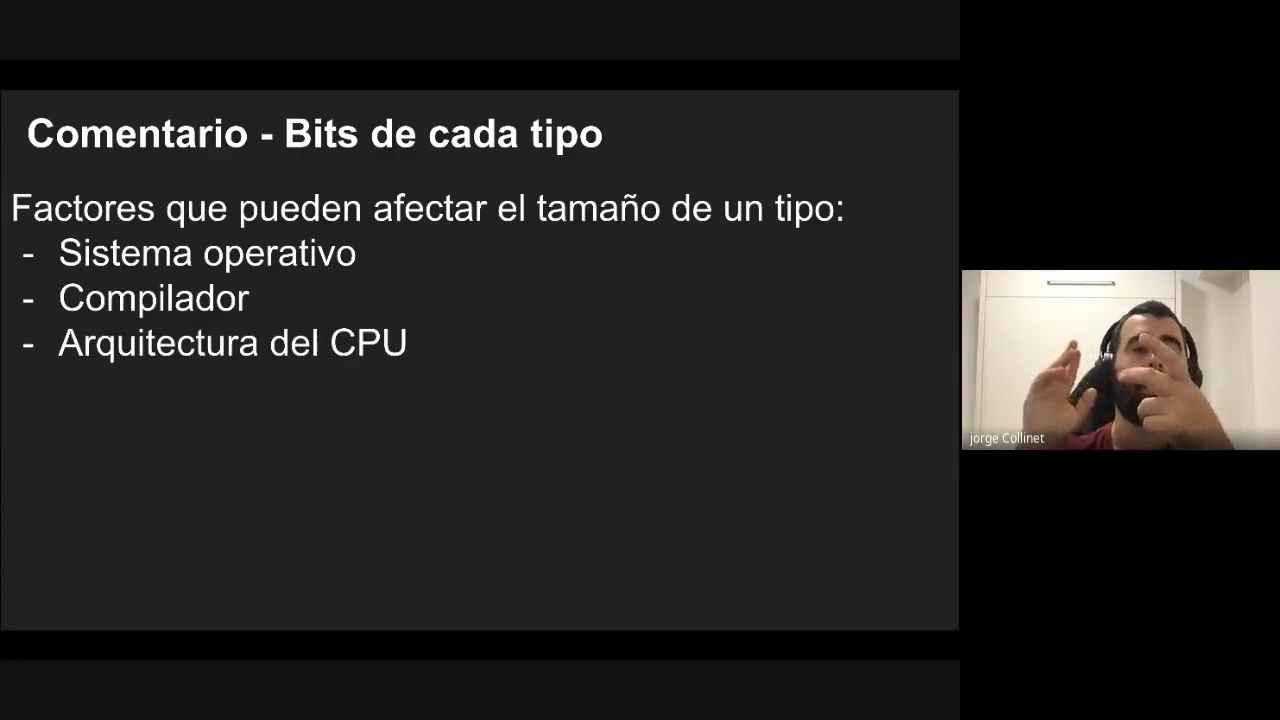 Comentario - Bits de cada tipo
Factores que pueden afectar el tamaño de un tipo:
- Sistema operativo
- Compilador
- Arquitectura del CPU
jorge Collinet